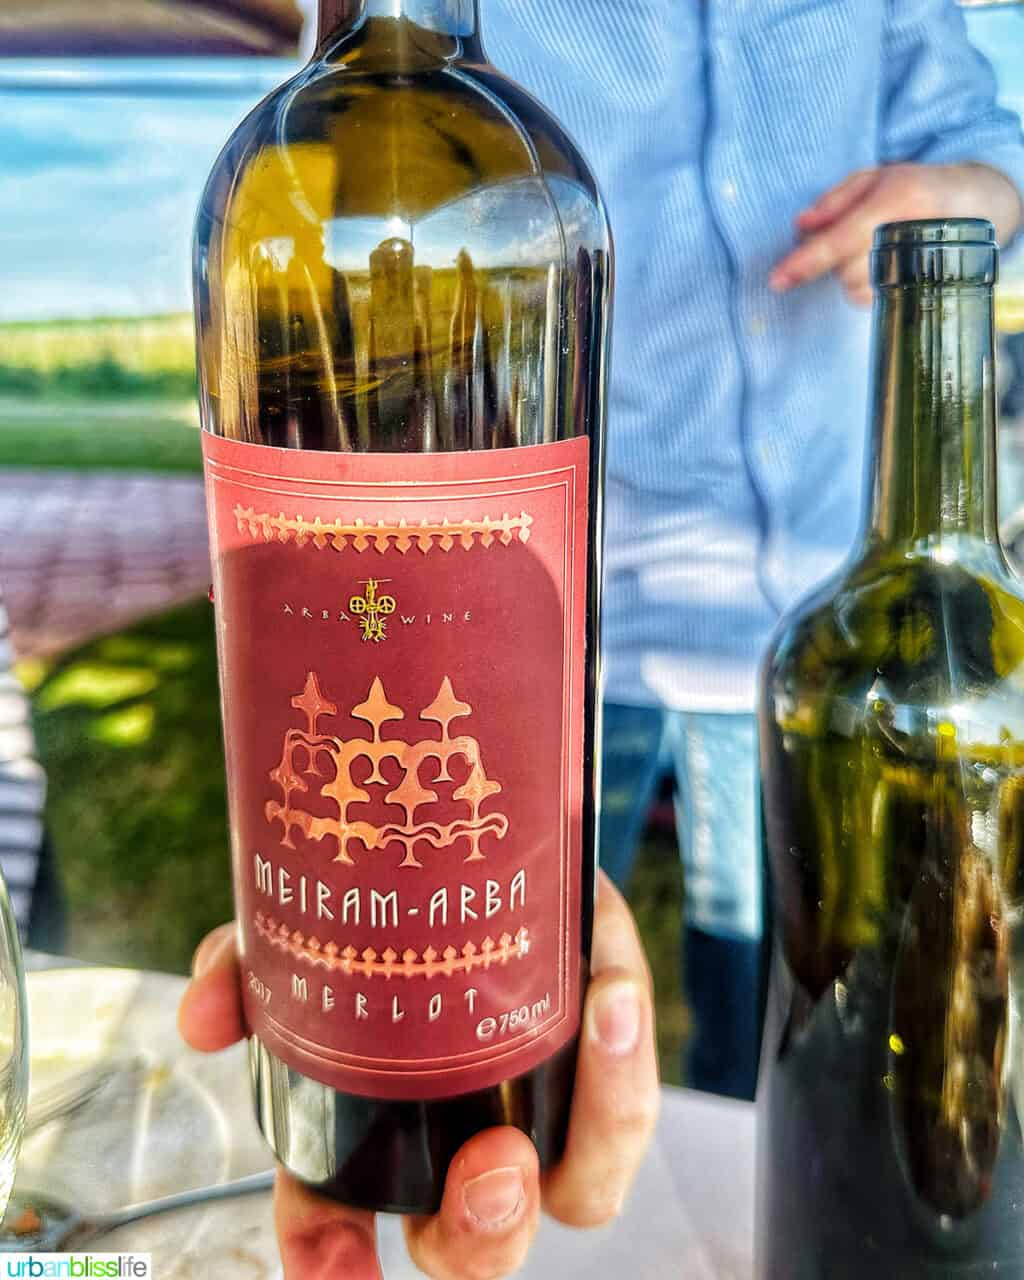 ARBA WINE
MEIRAM-ARBA
2017 MERLOT
e 750 ml
urbanblisslife